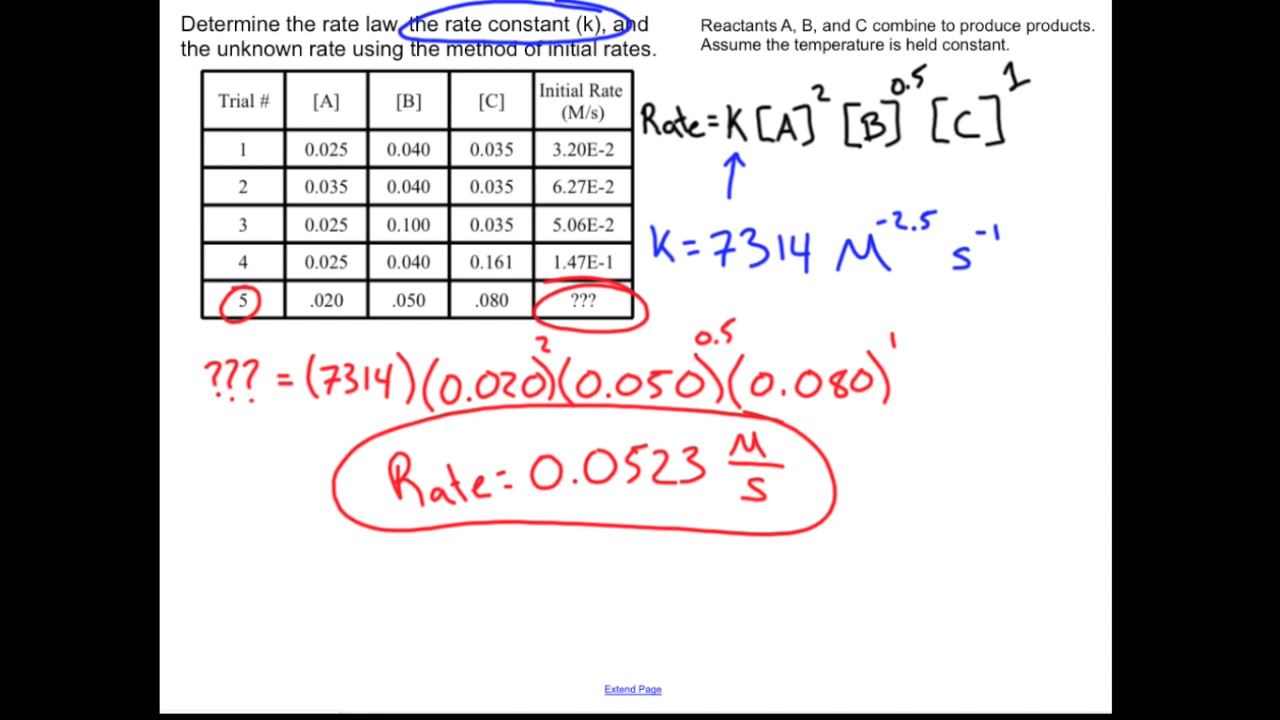 Determine the rate law, the rate constant (k), and
the unknown rate using the method of initial rates.
Reactants A, B, and C combine to produce products.
Assume the temperature is held constant.
Trial # [A] [B] [C] Initial Rate (M/s)
1 0.025 0.040 0.035 3.20E-2
2 0.035 0.040 0.035 6.27E-2
3 0.025 0.100 0.035 5.06E-2
4 0.025 0.040 0.161 1.47E-1
5 .020 .050 .080 ???
Rate = K[A]² [B]^0.5 [C]¹
K = 7314 M^-2.5 s^-1
??? = (7314)(0.020)²(0.050)^0.5(0.080)¹
Rate = 0.0523 M/s
Extend Page